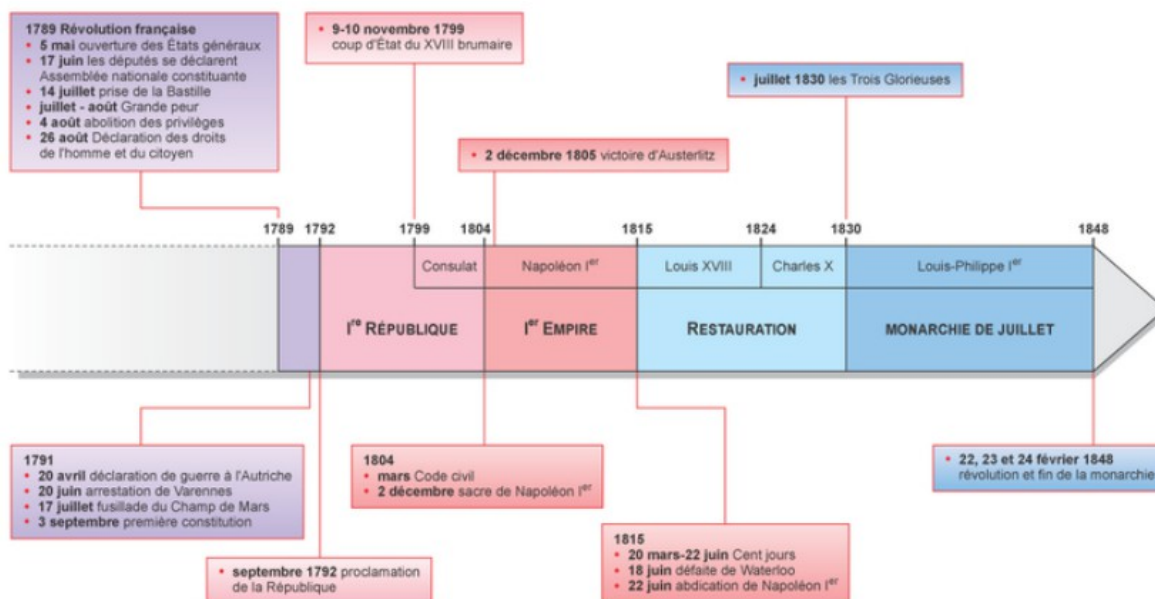 1789 Révolution française
• 5 mai ouverture des États généraux
• 17 juin les députés se déclarent
Assemblée nationale constituante
• 14 juillet prise de la Bastille
• juillet - août Grande peur
• 4 août abolition des privilèges
• 26 août Déclaration des droits
de l'homme et du citoyen
• 9-10 novembre 1799
coup d'État du XVIII brumaire
• juillet 1830 les Trois Glorieuses
• 2 décembre 1805 victoire d'Austerlitz
1789 1792 1799 1804 1815 1824 1830 1848
Consulat Napoléon Ier Louis XVIII Charles X Louis-Philippe Ier
Ire RÉPUBLIQUE Ier EMPIRE RESTAURATION MONARCHIE DE JUILLET
1791
• 20 avril déclaration de guerre à l'Autriche
• 20 juin arrestation de Varennes
• 17 juillet fusillade du Champ de Mars
• 3 septembre première constitution
1804
• mars Code civil
• 2 décembre sacre de Napoléon Ier
• 22, 23 et 24 février 1848
révolution et fin de la monarchie
• septembre 1792 proclamation
de la République
1815
• 20 mars-22 juin Cent jours
• 18 juin défaite de Waterloo
• 22 juin abdication de Napoléon Ier